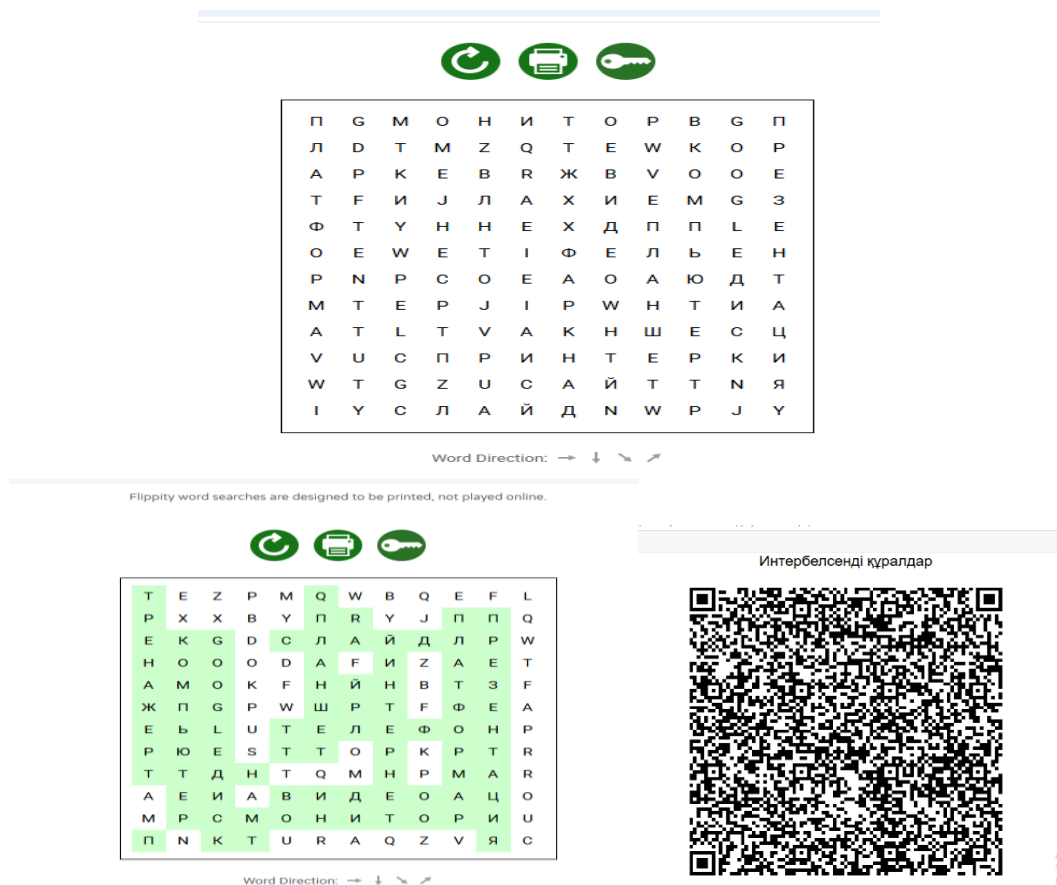 П G М О Н И Т О Р B G П
Л D T M Z Q T E W К O Р
А P K E B R Ж В V О O Е
Т F И J Л А X И E М G З
Ф T Y Н Н Е X Д П П L Е
О E W Е Т I Ф Е Л Ь E Н
Р N Р С О Е A О А Ю Д Т
М Т Е Р J I P W Н Т И А
А T L T V A K H Ш Е С Ц
V U C П Р И Н Т Е Р К И
W T G Z U C A Й Т T N Я
I Y С Л А Й Д N W P J Y
Word Direction:
Flippity word searches are designed to be printed, not played online.
Т E Z P M Q W B Q E F L
Р X X B Y П R Y J П П Q
Е К G D С Л А Й Д Л Р W
Н О O O D А F И Z А Е T
А М O K F Н Й Н B Т З F
Ж П G P W Ш P Т F Ф Е A
Е Ь L U Т Е Л Е Ф О Н P
Р Ю E S T Т O Р K Р Т R
Т Т Д Н T Q M Н P М А R
A Е И A В И Д Е О А Ц O
M Р С М О Н И Т О Р И U
П N К Т U R A Q Z V Я C
Word Direction:
Интербелсенді құралдар